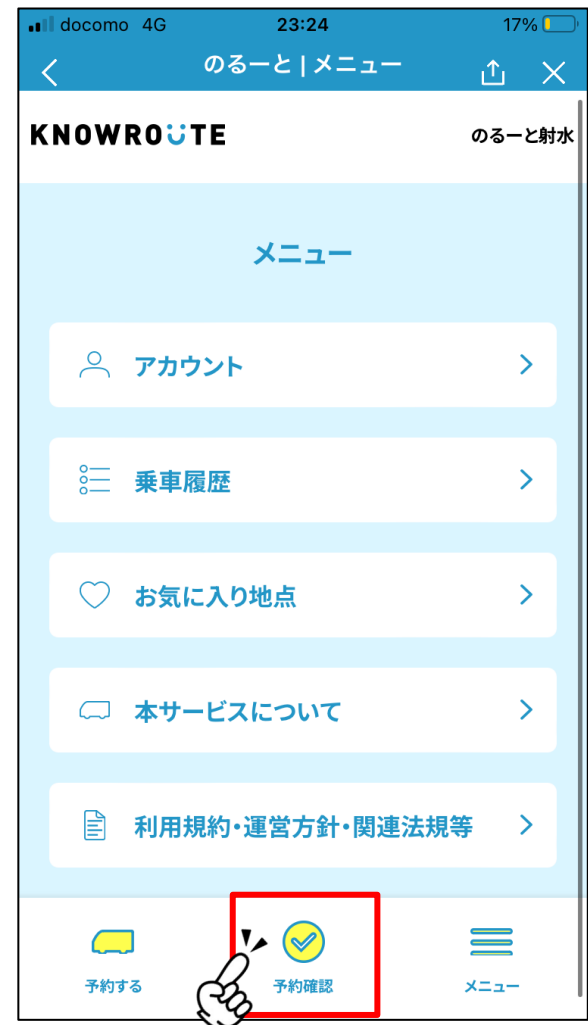 docomo 4G 23:24 17%
のるーと | メニュー
KNOWROUTE のるーと射水
メニュー
アカウント
乗車履歴
お気に入り地点
本サービスについて
利用規約・運営方針・関連法規等
予約する 予約確認 メニュー